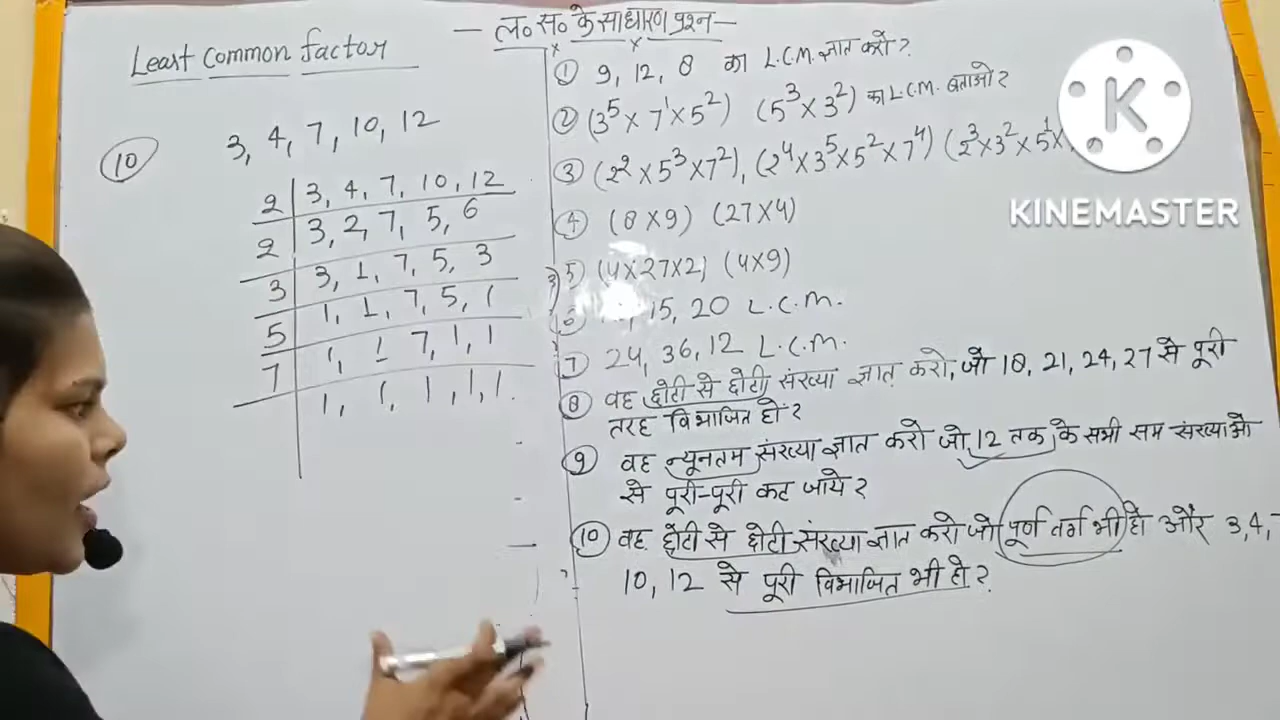 — ल० स० के साधारण प्रश्न —
Least common factor
⑩ 3, 4, 7, 10, 12
2 | 3, 4, 7, 10, 12
2 | 3, 2, 7, 5, 6
3 | 3, 1, 7, 5, 3
5 | 1, 1, 7, 5, 1
7 | 1, 1 7, 1, 1
1, 1, 1, 1, 1.
① 9, 12, 8 का L.C.M. ज्ञात करो ?
② (3⁵ × 7¹ × 5²) (5³ × 3²) का L.C.M. बताओ ?
③ (2² × 5³ × 7²), (2⁴ × 3⁵ × 5² × 7⁴) (2³ × 3² × 5¹ ×
④ (8 × 9) (27 × 4)
5) (4 × 27 × 2) (4 × 9)
⑥ 15, 20 L.C.M.
⑦ 24, 36, 12 L.C.M.
⑧ वह छोटी से छोटी संख्या ज्ञात करो, जो 18, 21, 24, 27 से पूरी
तरह विभाजित हो ?
⑨ वह न्यूनतम संख्या ज्ञात करो जो 12 तक के सभी सम संख्याओ
से पूरी-पूरी कट जाये ?
⑩ वह छोटी से छोटी संख्या ज्ञात करो जो पूर्ण वर्ग भी हो और 3, 4,
10, 12 से पूरी विभाजित भी हो ?
K
KINEMASTER